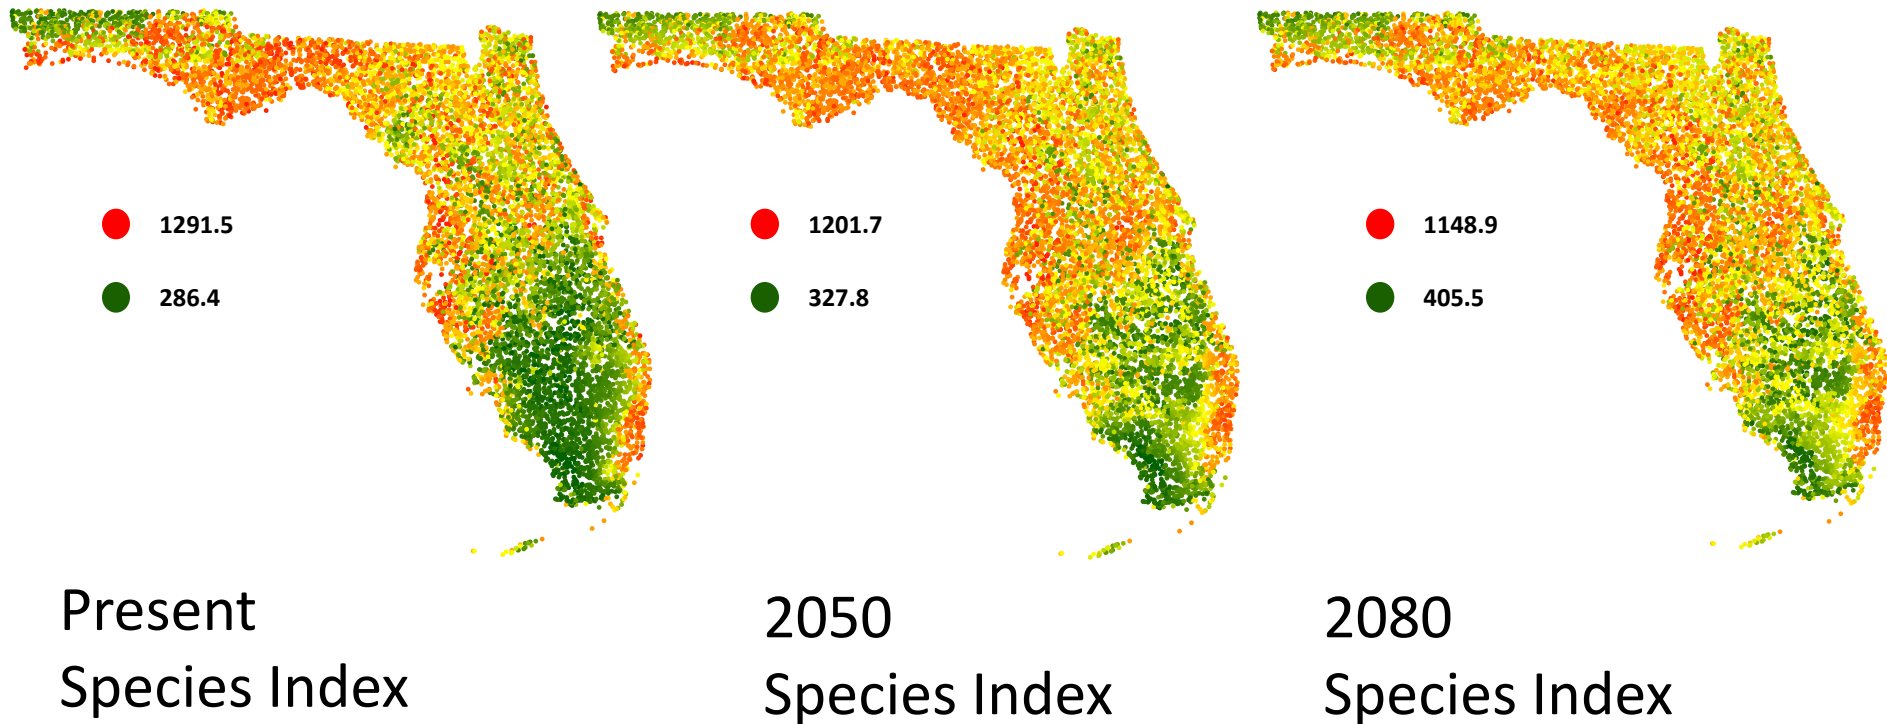 1291.5
286.4
1201.7
327.8
1148.9
405.5
Present
Species Index
2050
Species Index
2080
Species Index